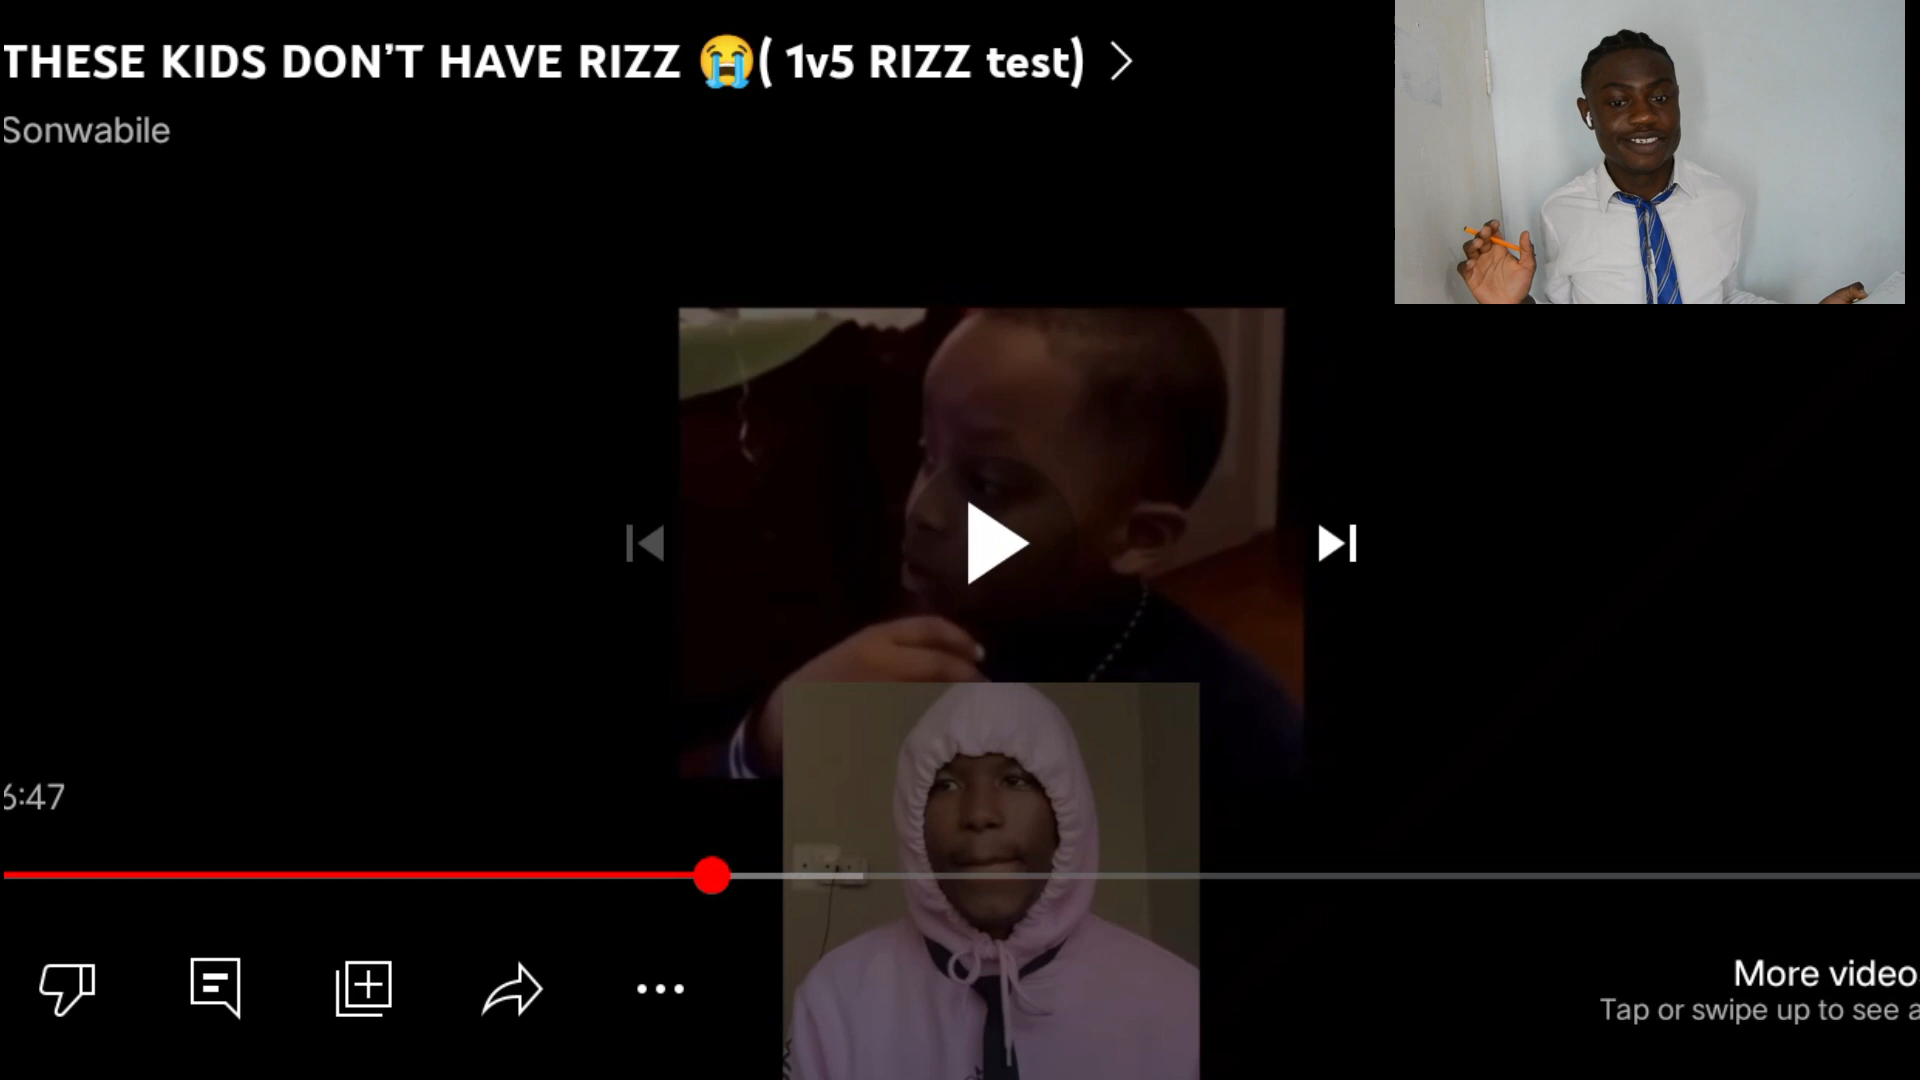 THESE KIDS DON’T HAVE RIZZ 😭( 1v5 RIZZ test)
Sonwabile
6:47
More video
Tap or swipe up to see a